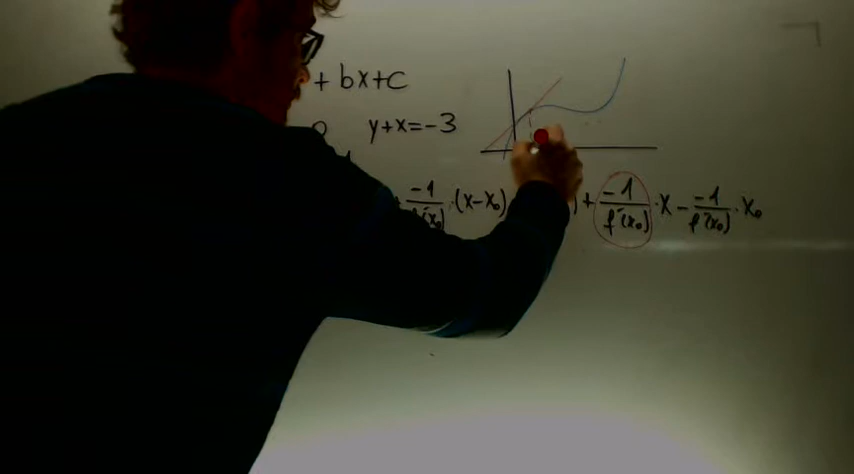 + bx+c
y+x=-3
-1/f'(x₀) ·(x-x₀) ) + -1/f'(x₀) ·x - -1/f'(x₀) ·x₀